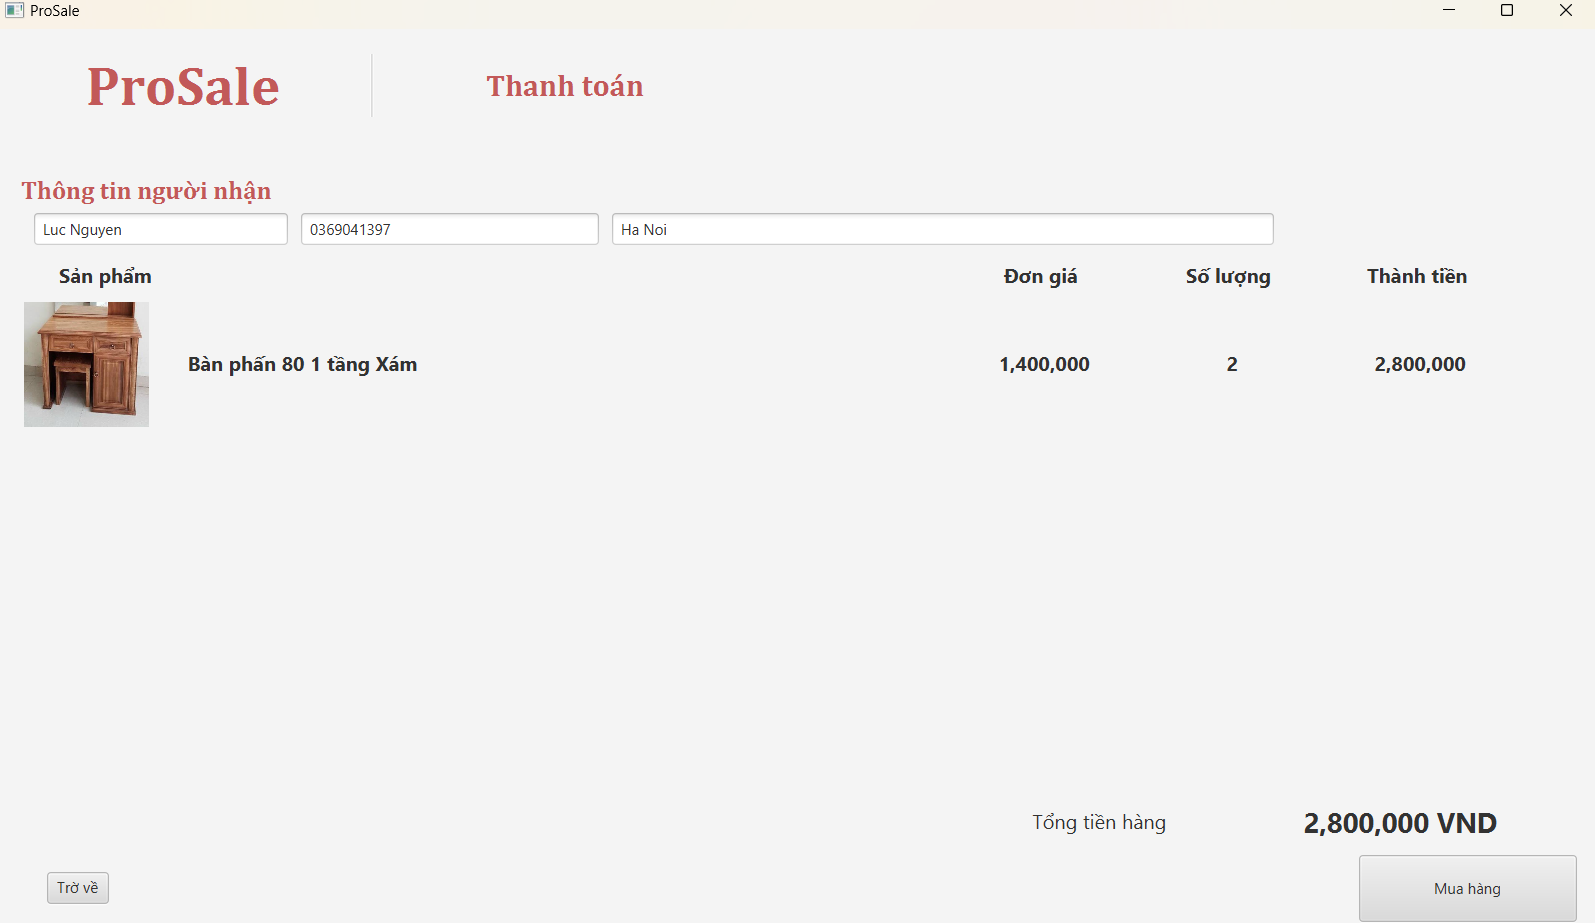 ProSale
ProSale
Thanh toán
Thông tin người nhận
Luc Nguyen 0369041397 Ha Noi
Sản phẩm Đơn giá Số lượng Thành tiền
Bàn phấn 80 1 tầng Xám 1,400,000 2 2,800,000
Tổng tiền hàng 2,800,000 VND
Trờ về Mua hàng